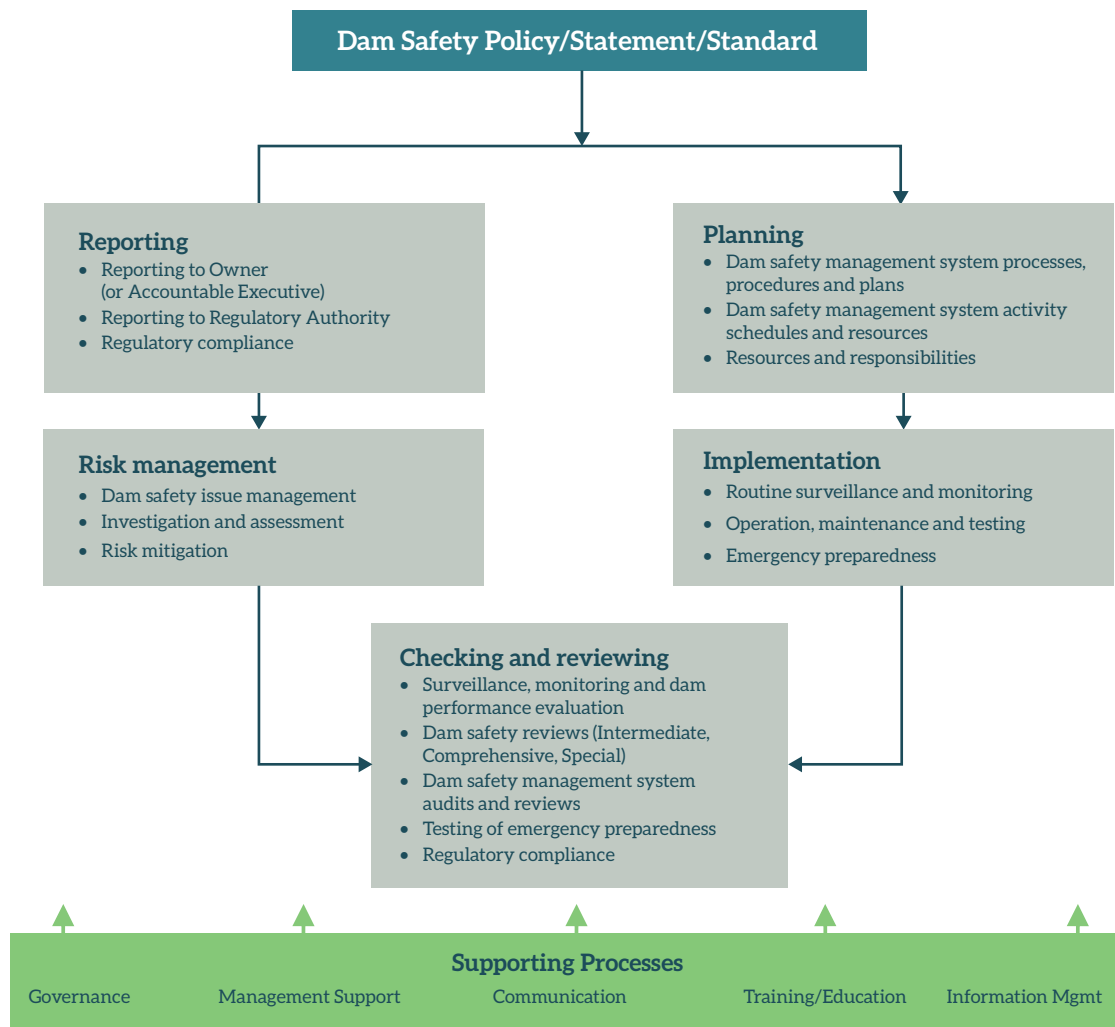 Dam Safety Policy/Statement/Standard
Reporting
• Reporting to Owner
(or Accountable Executive)
• Reporting to Regulatory Authority
• Regulatory compliance
Planning
• Dam safety management system processes,
procedures and plans
• Dam safety management system activity
schedules and resources
• Resources and responsibilities
Risk management
• Dam safety issue management
• Investigation and assessment
• Risk mitigation
Implementation
• Routine surveillance and monitoring
• Operation, maintenance and testing
• Emergency preparedness
Checking and reviewing
• Surveillance, monitoring and dam
performance evaluation
• Dam safety reviews (Intermediate,
Comprehensive, Special)
• Dam safety management system
audits and reviews
• Testing of emergency preparedness
• Regulatory compliance
Supporting Processes
Governance
Management Support
Communication
Training/Education
Information Mgmt